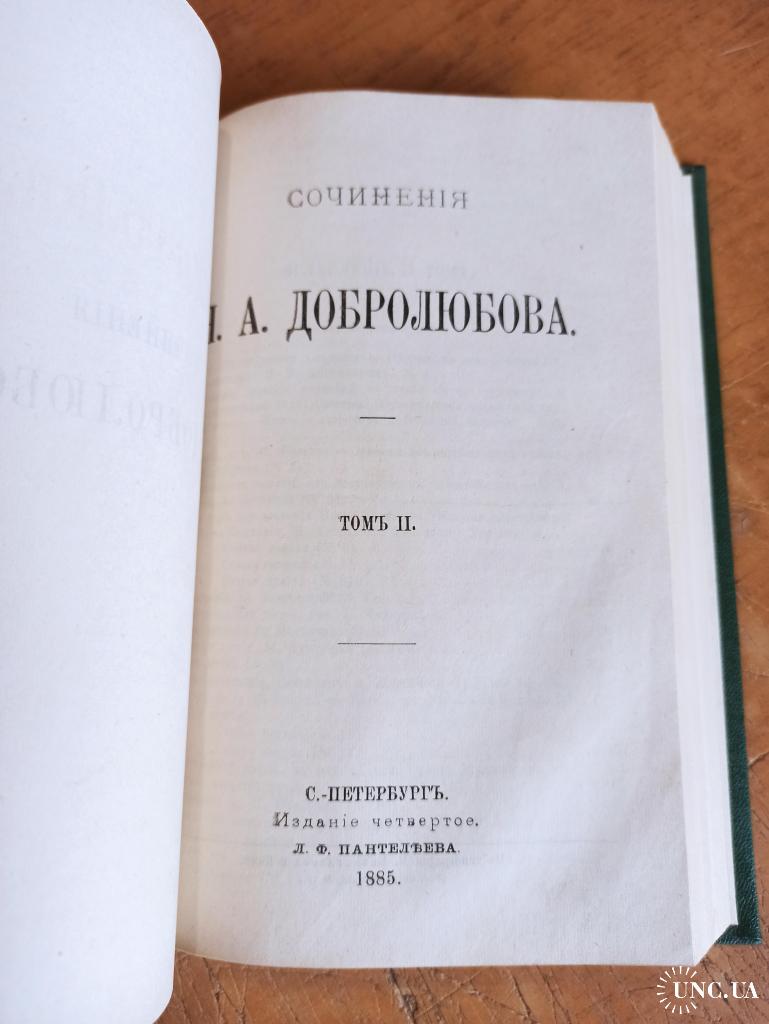 СОЧИНЕНІЯ
Н. А. ДОБРОЛЮБОВА.
ТОМЪ II.
С.-ПЕТЕРБУРГЪ.
Изданіе четвертое.
Л. Ф. ПАНТЕЛѢЕВА.
1885.
UNC.UA